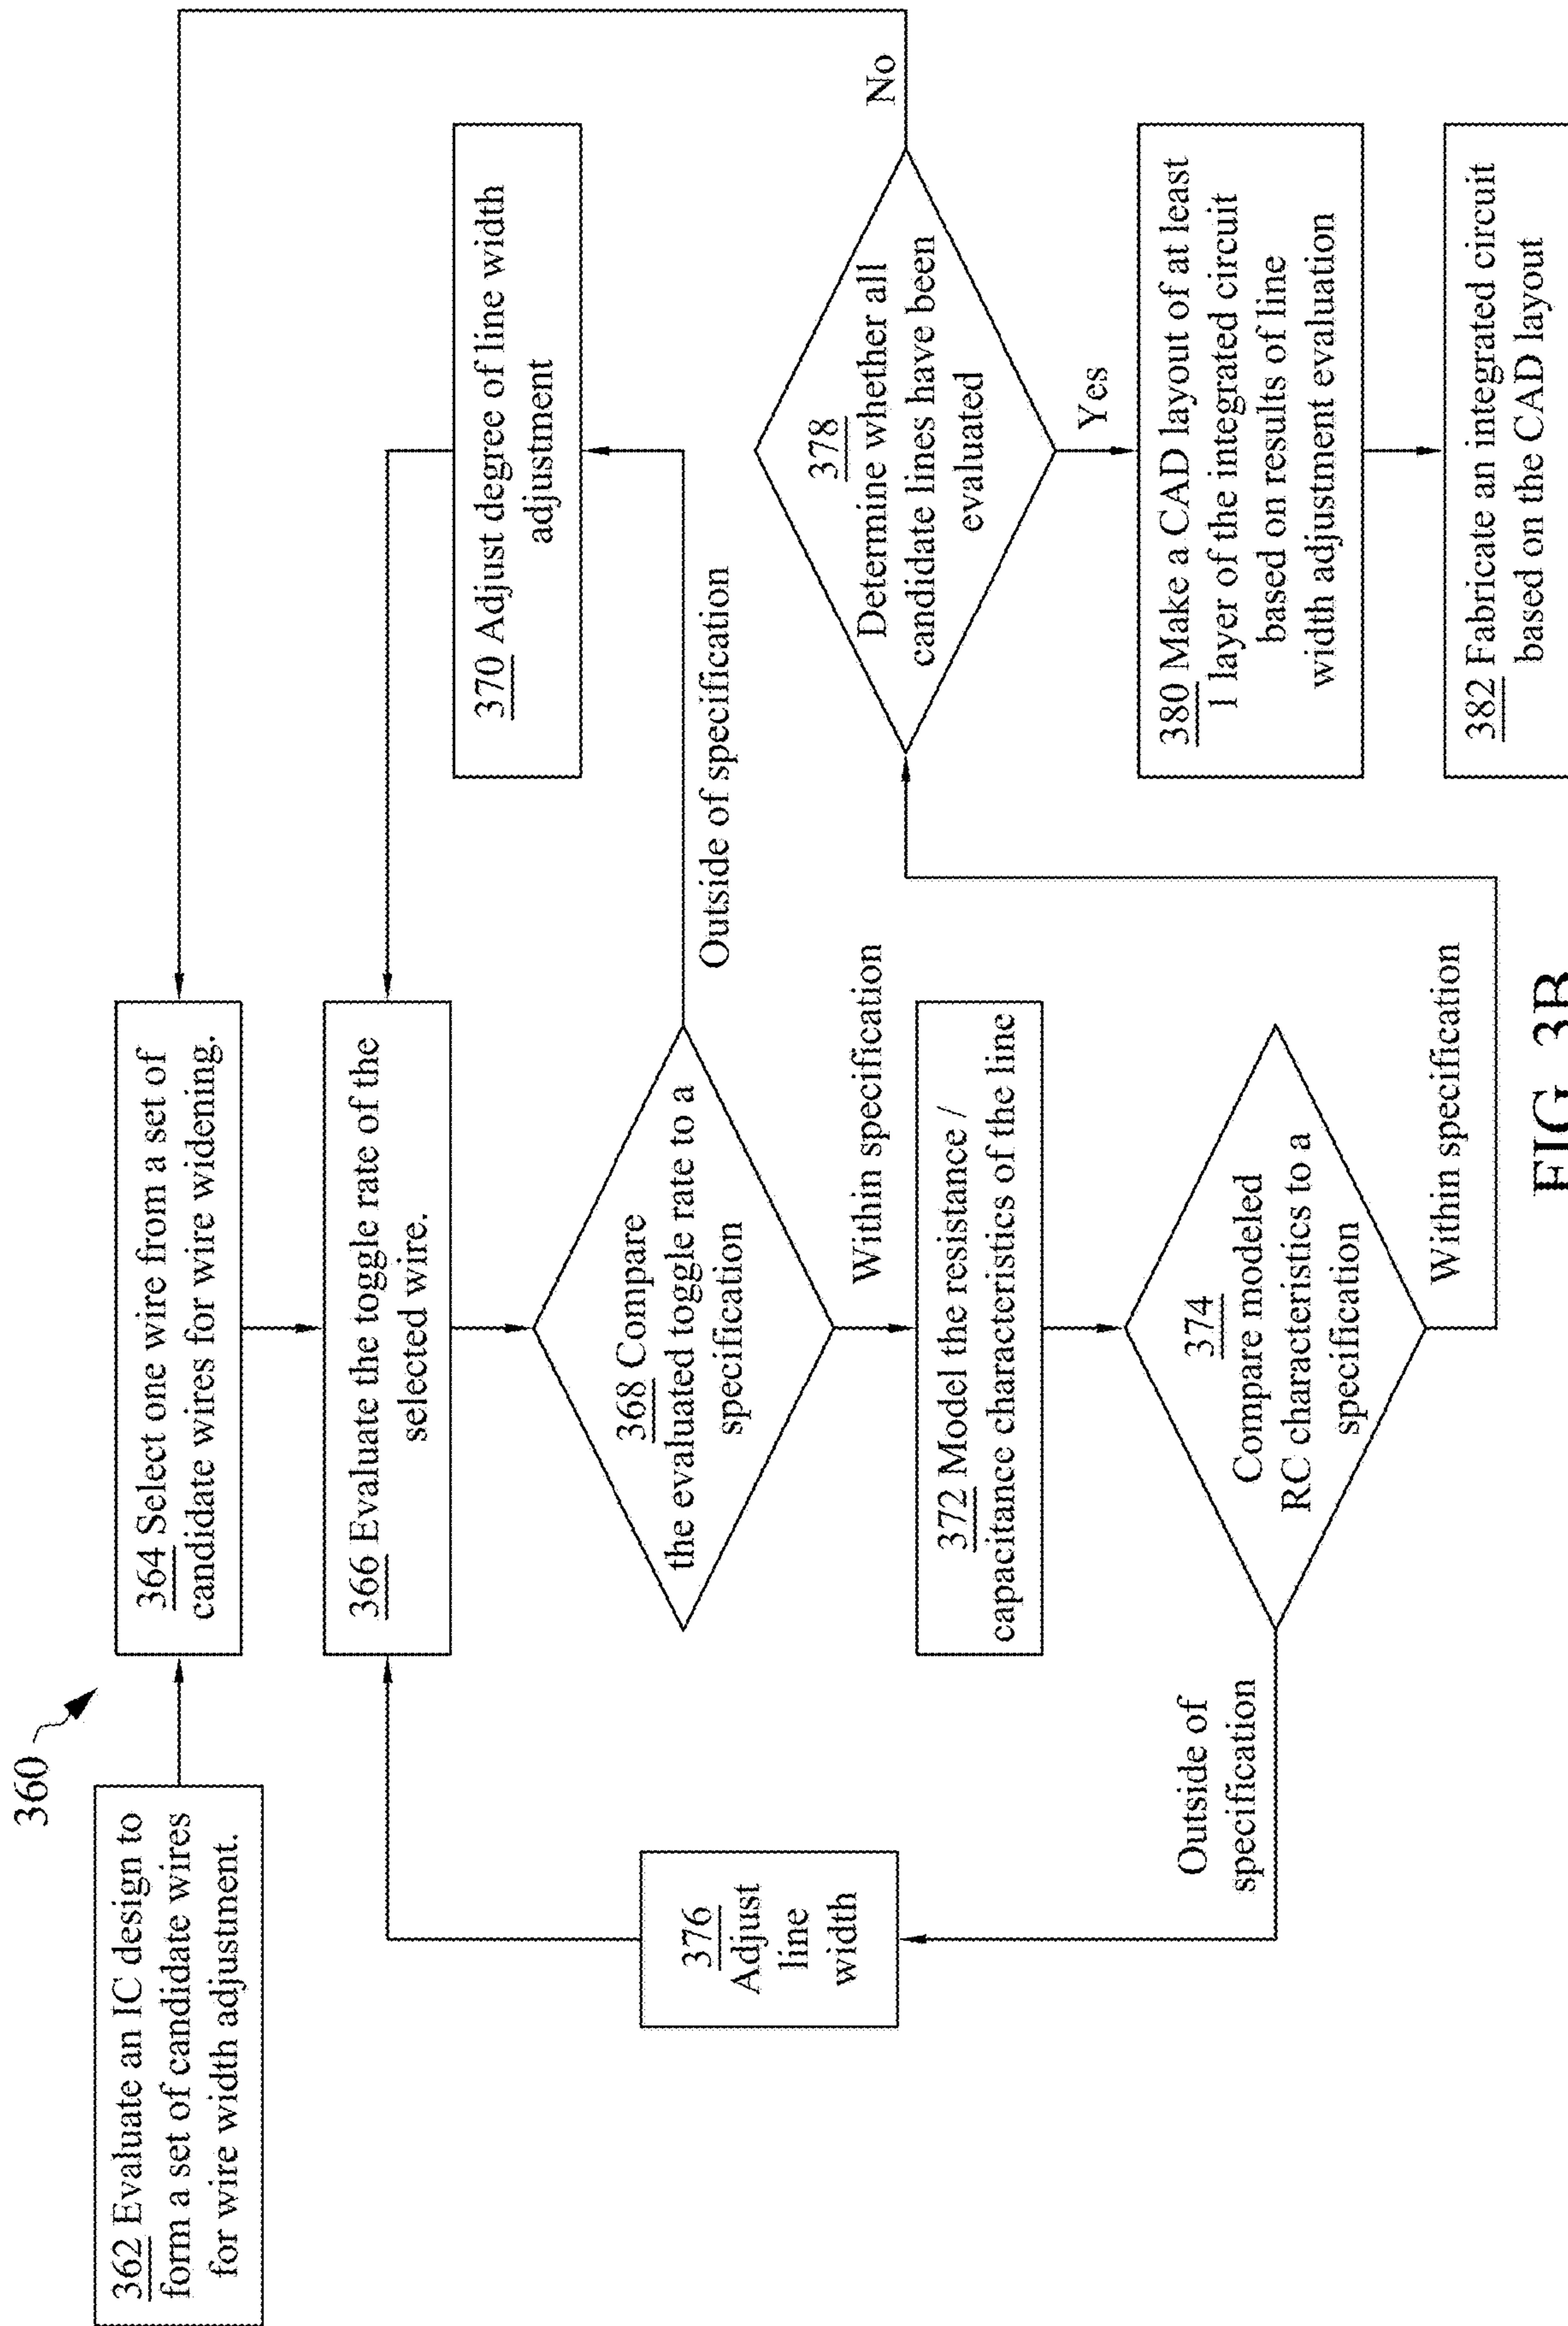 360
362 Evaluate an IC design to
form a set of candidate wires
for wire width adjustment.
364 Select one wire from a set of
candidate wires for wire widening.
366 Evaluate the toggle rate of the
selected wire.
368 Compare
the evaluated toggle rate to a
specification
Outside of specification
370 Adjust degree of line width
adjustment
Within specification
372 Model the resistance /
capacitance characteristics of the line
374
Compare modeled
RC characteristics to a
specification
Outside of
specification
376
Adjust
line
width
Within specification
378
Determine whether all
candidate lines have been
evaluated
No
Yes
380 Make a CAD layout of at least
1 layer of the integrated circuit
based on results of line
width adjustment evaluation
382 Fabricate an integrated circuit
based on the CAD layout
FIG. 3B